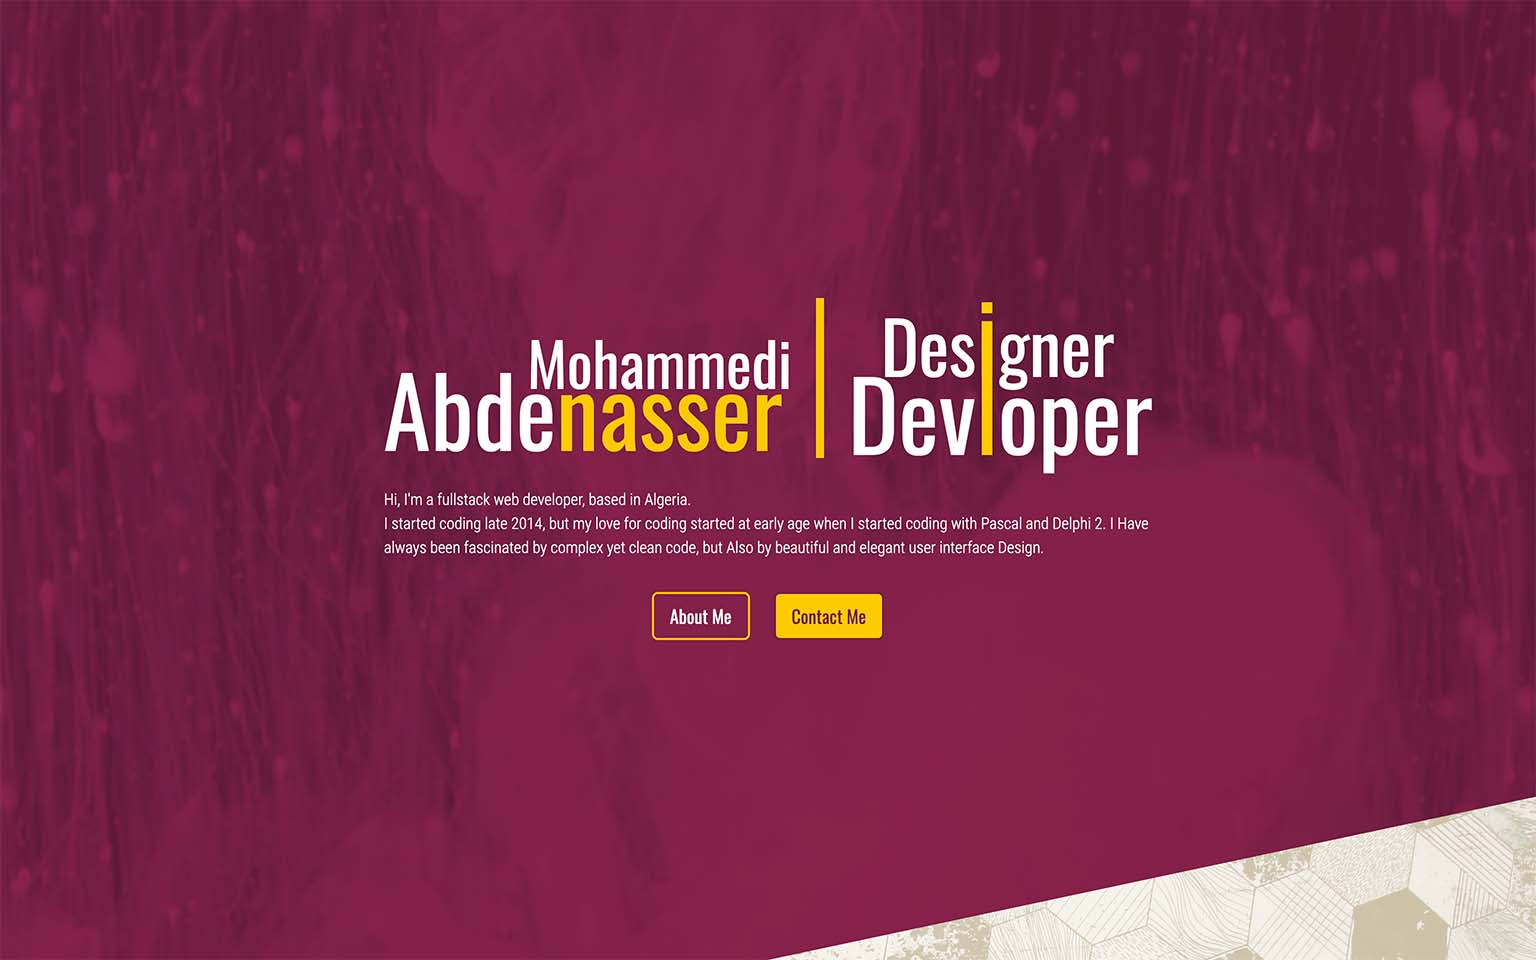 Mohammedi
Abdenasser
Designer
Devloper
Hi, I'm a fullstack web developer, based in Algeria.
I started coding late 2014, but my love for coding started at early age when I started coding with Pascal and Delphi 2. I Have
always been fascinated by complex yet clean code, but Also by beautiful and elegant user interface Design.
About Me
Contact Me